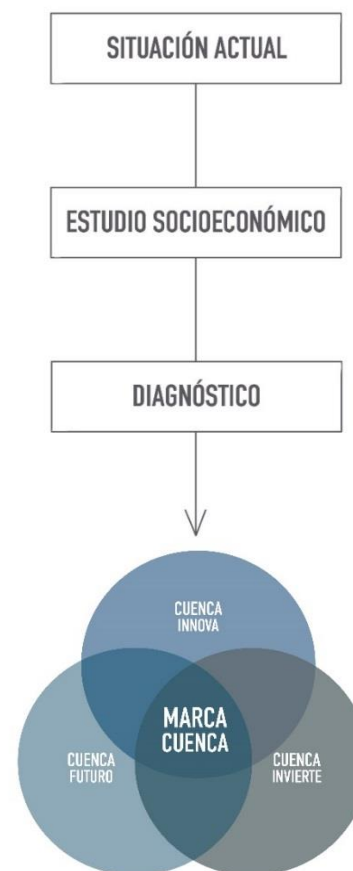 SITUACIÓN ACTUAL
ESTUDIO SOCIOECONÓMICO
DIAGNÓSTICO
CUENCA
INNOVA
MARCA
CUENCA
CUENCA
FUTURO
CUENCA
INVIERTE